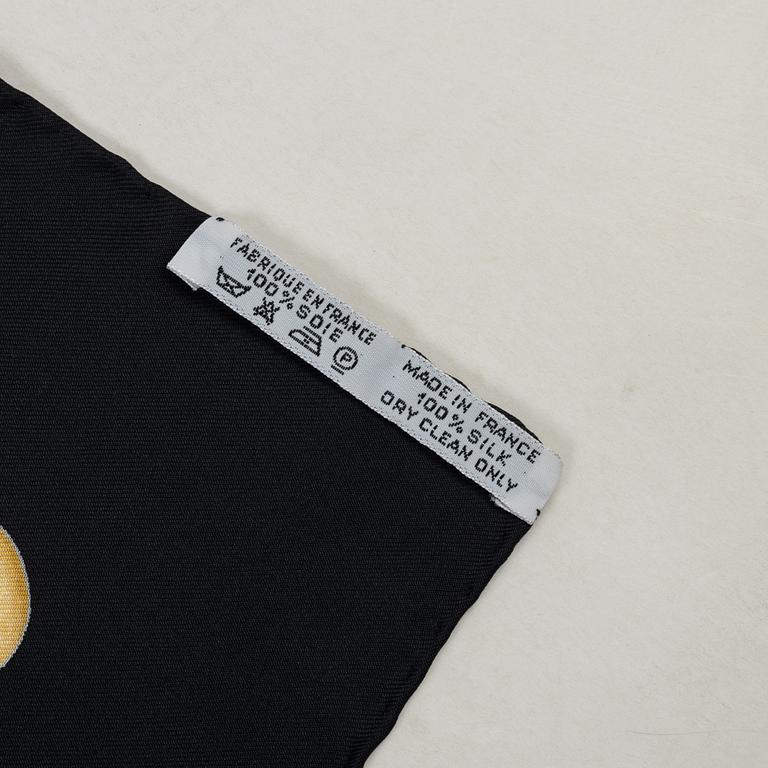 FABRIQUE EN FRANCE
100% SOIE
P
MADE IN FRANCE
100% SILK
DRY CLEAN ONLY